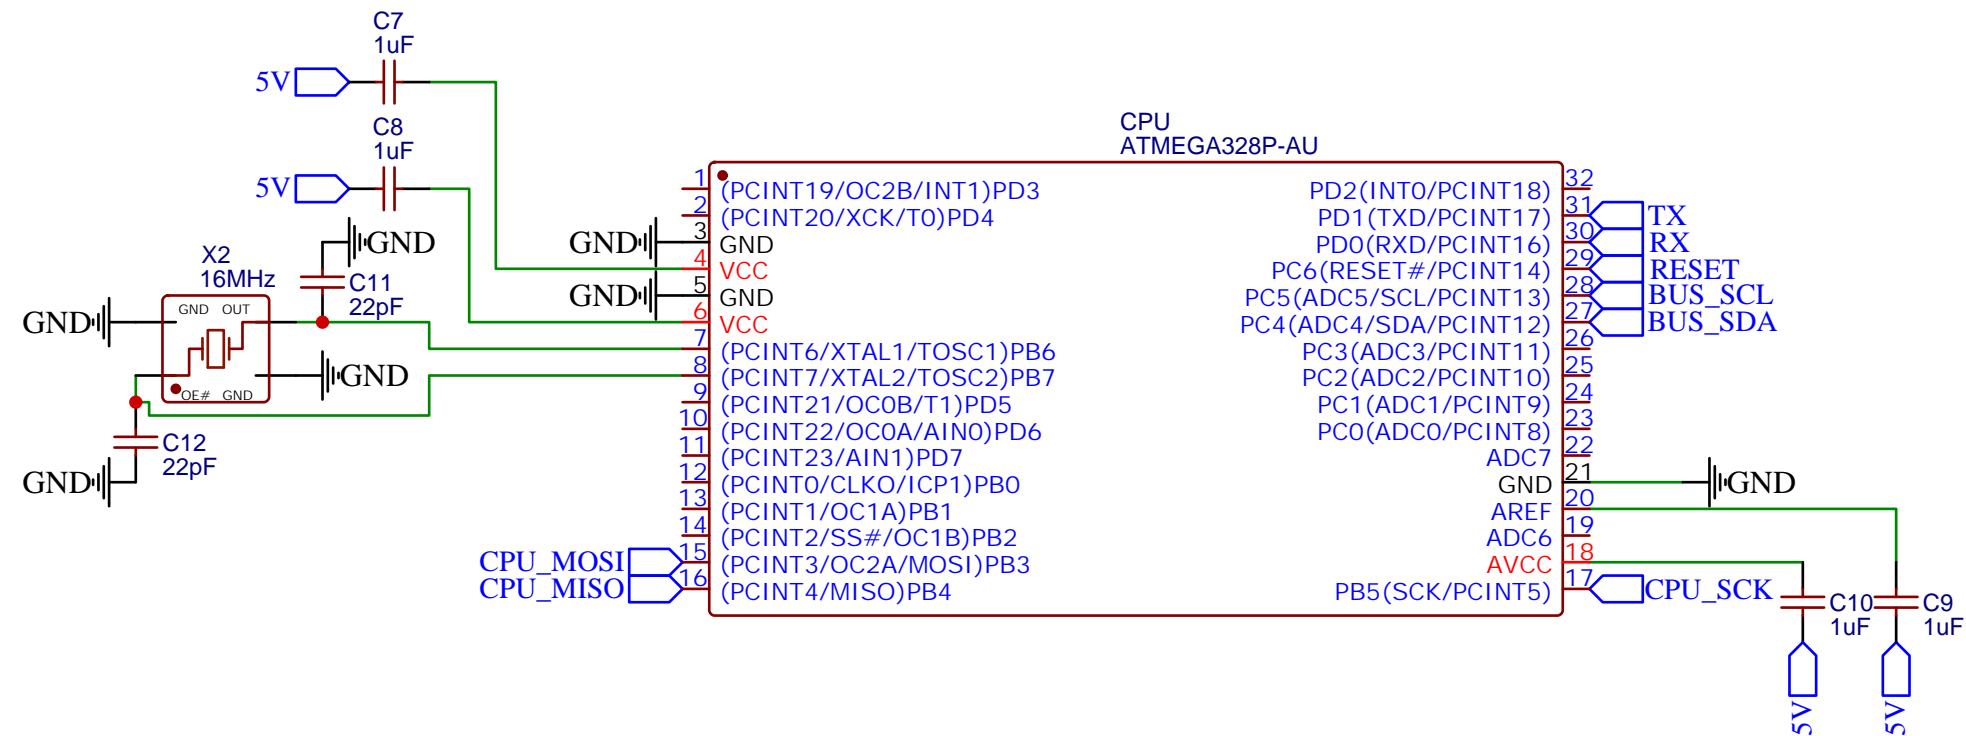 C7
1uF
5V
C8
1uF
5V
GND
X2
16MHz
C11
22pF
GND
GND OUT
OE# GND
GND
C12
22pF
GND
CPU
ATMEGA328P-AU
1 (PCINT19/OC2B/INT1)PD3
2 (PCINT20/XCK/T0)PD4
GND 3 GND
4 VCC
GND 5 GND
6 VCC
7 (PCINT6/XTAL1/TOSC1)PB6
8 (PCINT7/XTAL2/TOSC2)PB7
9 (PCINT21/OC0B/T1)PD5
10 (PCINT22/OC0A/AIN0)PD6
11 (PCINT23/AIN1)PD7
12 (PCINT0/CLKO/ICP1)PB0
13 (PCINT1/OC1A)PB1
14 (PCINT2/SS#/OC1B)PB2
CPU_MOSI 15 (PCINT3/OC2A/MOSI)PB3
CPU_MISO 16 (PCINT4/MISO)PB4
PD2(INT0/PCINT18) 32
PD1(TXD/PCINT17) 31 TX
PD0(RXD/PCINT16) 30 RX
PC6(RESET#/PCINT14) 29 RESET
PC5(ADC5/SCL/PCINT13) 28 BUS_SCL
PC4(ADC4/SDA/PCINT12) 27 BUS_SDA
PC3(ADC3/PCINT11) 26
PC2(ADC2/PCINT10) 25
PC1(ADC1/PCINT9) 24
PC0(ADC0/PCINT8) 23
ADC7 22
GND 21 GND
AREF 20
ADC6 19
AVCC 18
PB5(SCK/PCINT5) 17 CPU_SCK
C10
1uF
C9
1uF
5V
5V